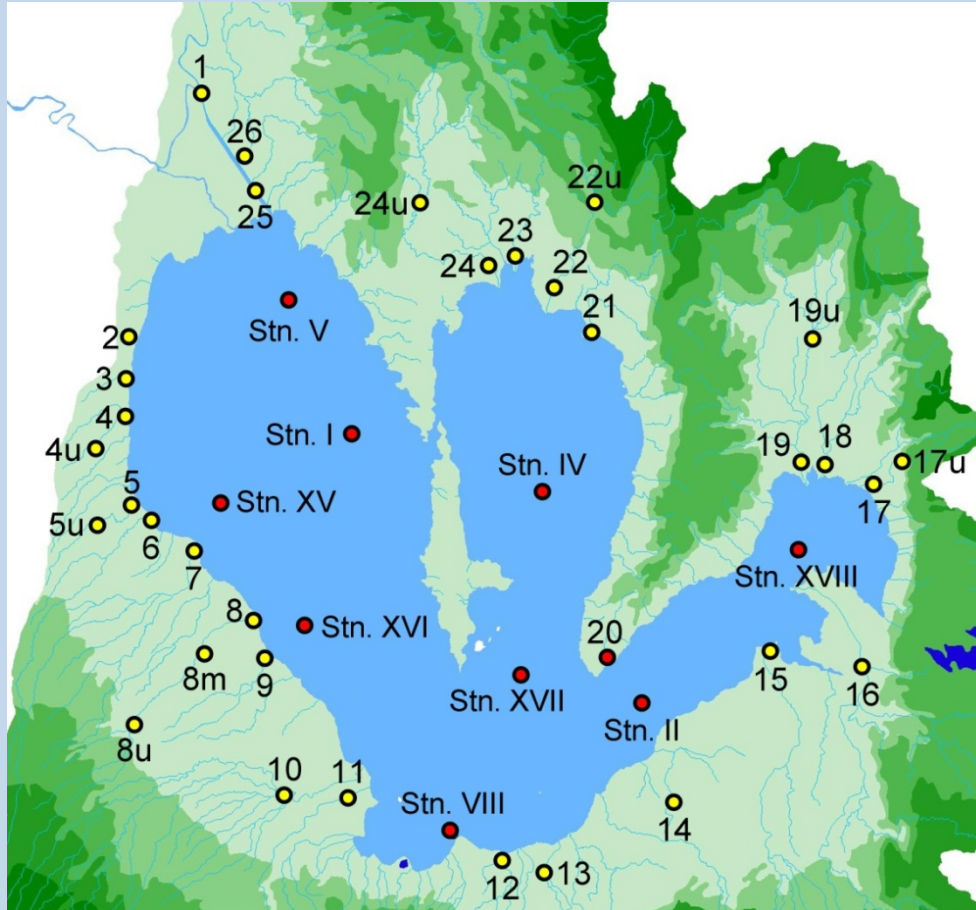 1
26
25
24u
22u
23
24
22
21
Stn. V
19u
2
3
4
4u
Stn. I
Stn. IV
19
18
17u
17
5
5u
6
Stn. XV
7
Stn. XVIII
8
Stn. XVI
8m
9
20
15
16
Stn. XVII
Stn. II
8u
10
11
Stn. VIII
14
12
13